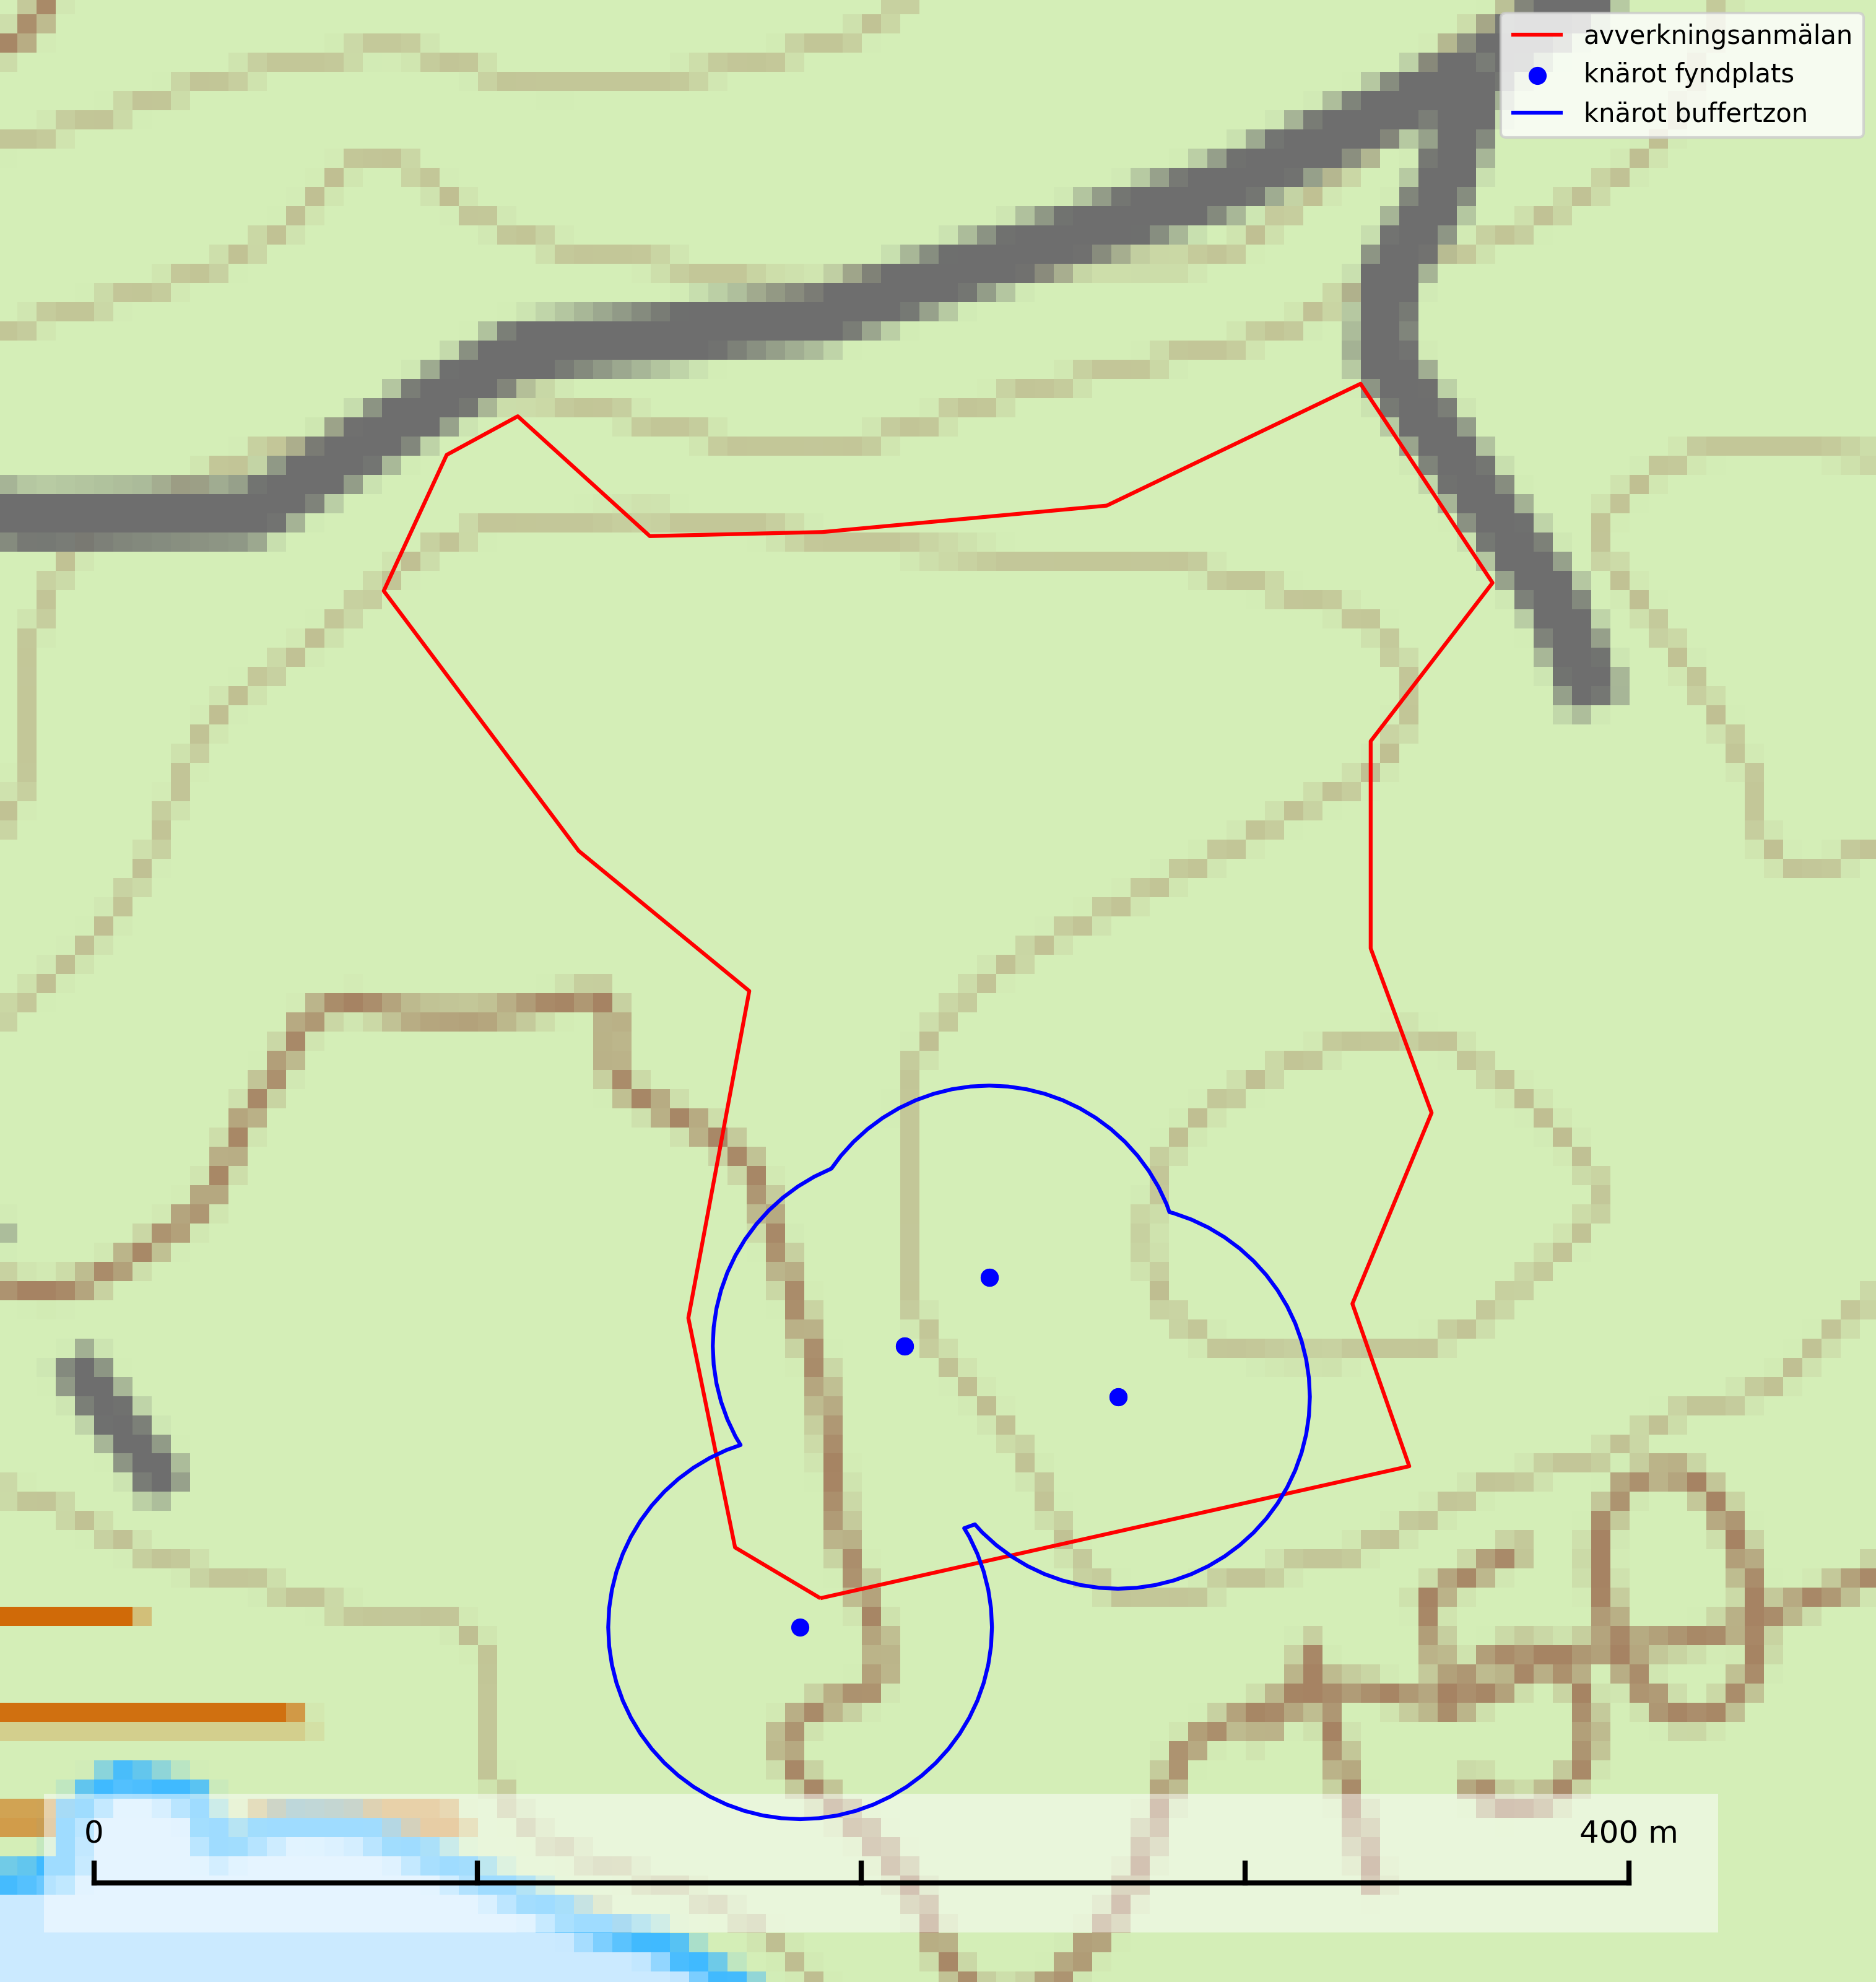 avverkningsanmälan
knärot fyndplats
knärot buffertzon
0
400 m